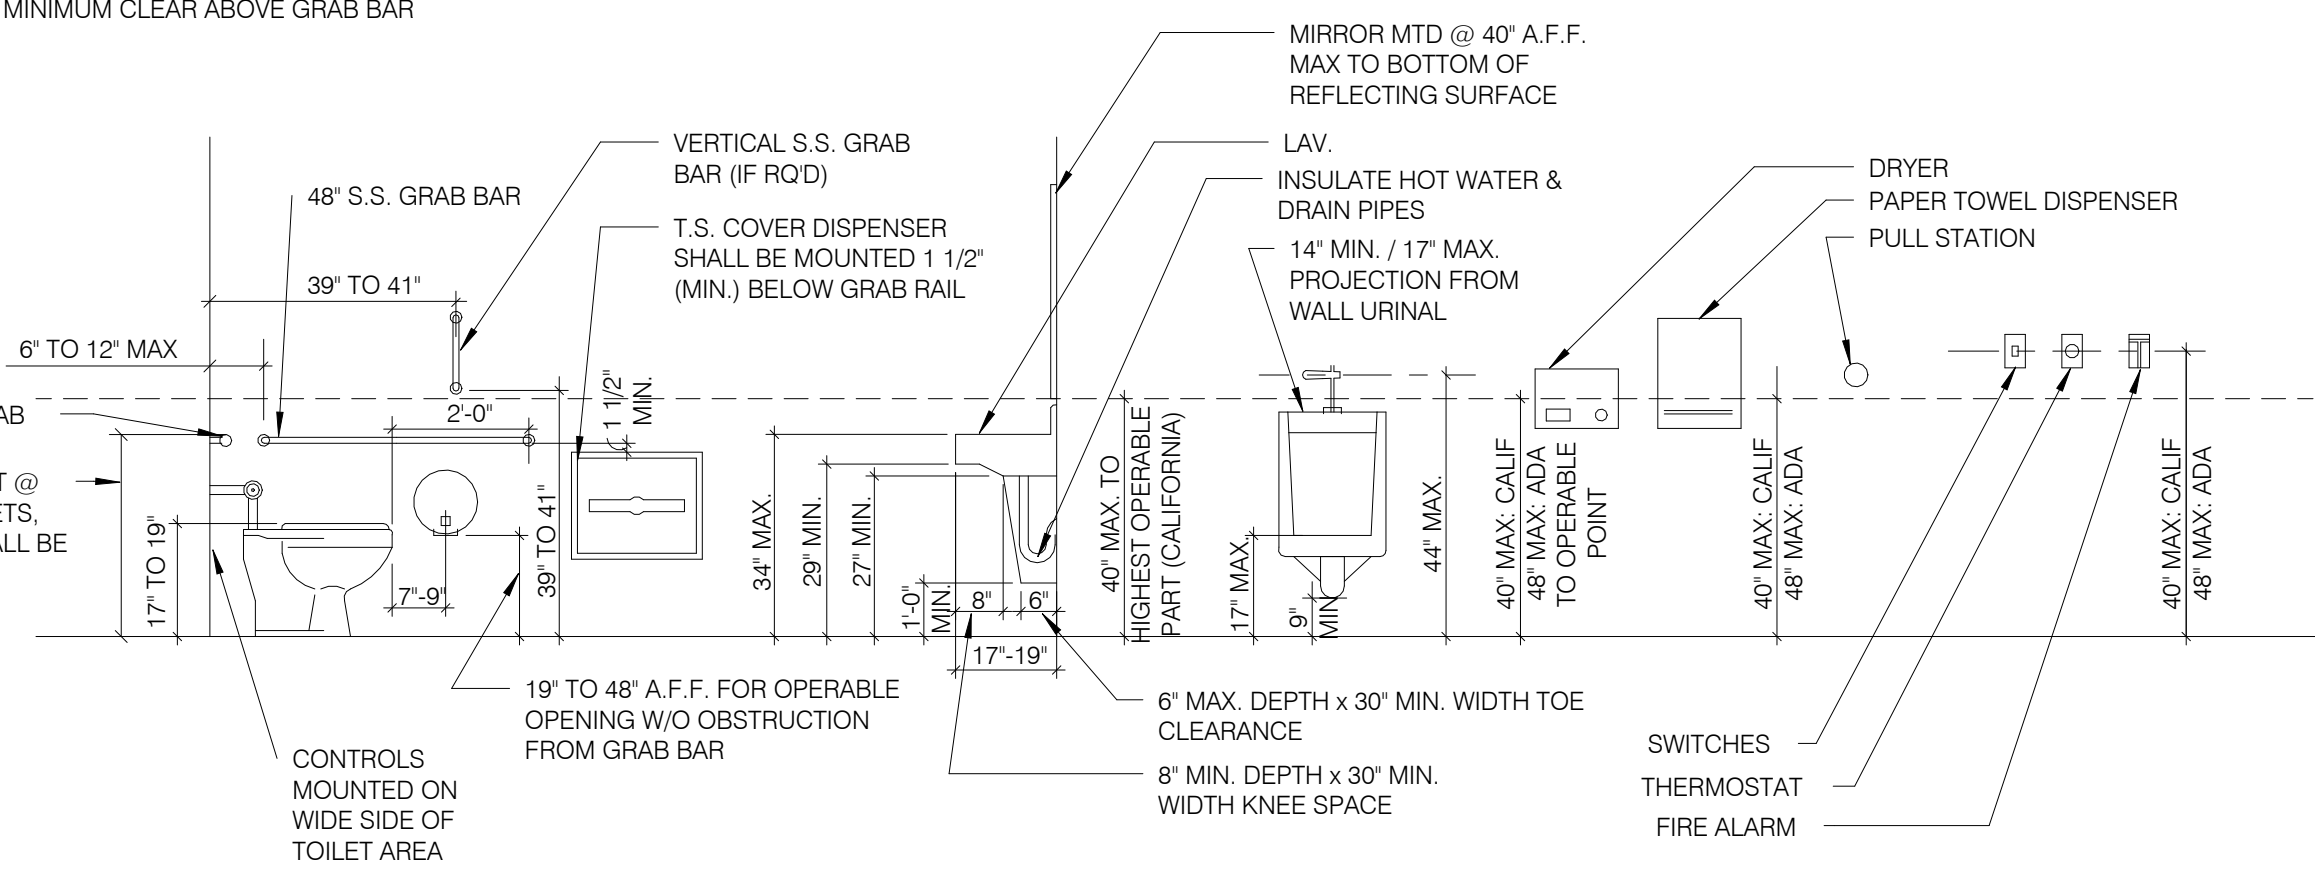 MINIMUM CLEAR ABOVE GRAB BAR
MIRROR MTD @ 40" A.F.F.
MAX TO BOTTOM OF
REFLECTING SURFACE
VERTICAL S.S. GRAB
BAR (IF RQ'D)
LAV.
48" S.S. GRAB BAR
INSULATE HOT WATER &
DRAIN PIPES
DRYER
PAPER TOWEL DISPENSER
PULL STATION
T.S. COVER DISPENSER
SHALL BE MOUNTED 1 1/2"
(MIN.) BELOW GRAB RAIL
14" MIN. / 17" MAX.
PROJECTION FROM
WALL URINAL
39" TO 41"
6" TO 12" MAX
1 1/2"
MIN.
2'-0"
AB
T @
ETS,
ALL BE
17" TO 19"
7"-9"
39" TO 41"
34" MAX.
29" MIN.
27" MIN.
1'-0"
MIN.
8"
6"
17"-19"
40" MAX. TO
HIGHEST OPERABLE
PART (CALIFORNIA)
17" MAX.
9"
MIN.
44" MAX.
40" MAX: CALIF
48" MAX: ADA
TO OPERABLE
POINT
40" MAX: CALIF
48" MAX: ADA
40" MAX: CALIF
48" MAX: ADA
19" TO 48" A.F.F. FOR OPERABLE
OPENING W/O OBSTRUCTION
FROM GRAB BAR
6" MAX. DEPTH x 30" MIN. WIDTH TOE
CLEARANCE
8" MIN. DEPTH x 30" MIN.
WIDTH KNEE SPACE
CONTROLS
MOUNTED ON
WIDE SIDE OF
TOILET AREA
SWITCHES
THERMOSTAT
FIRE ALARM